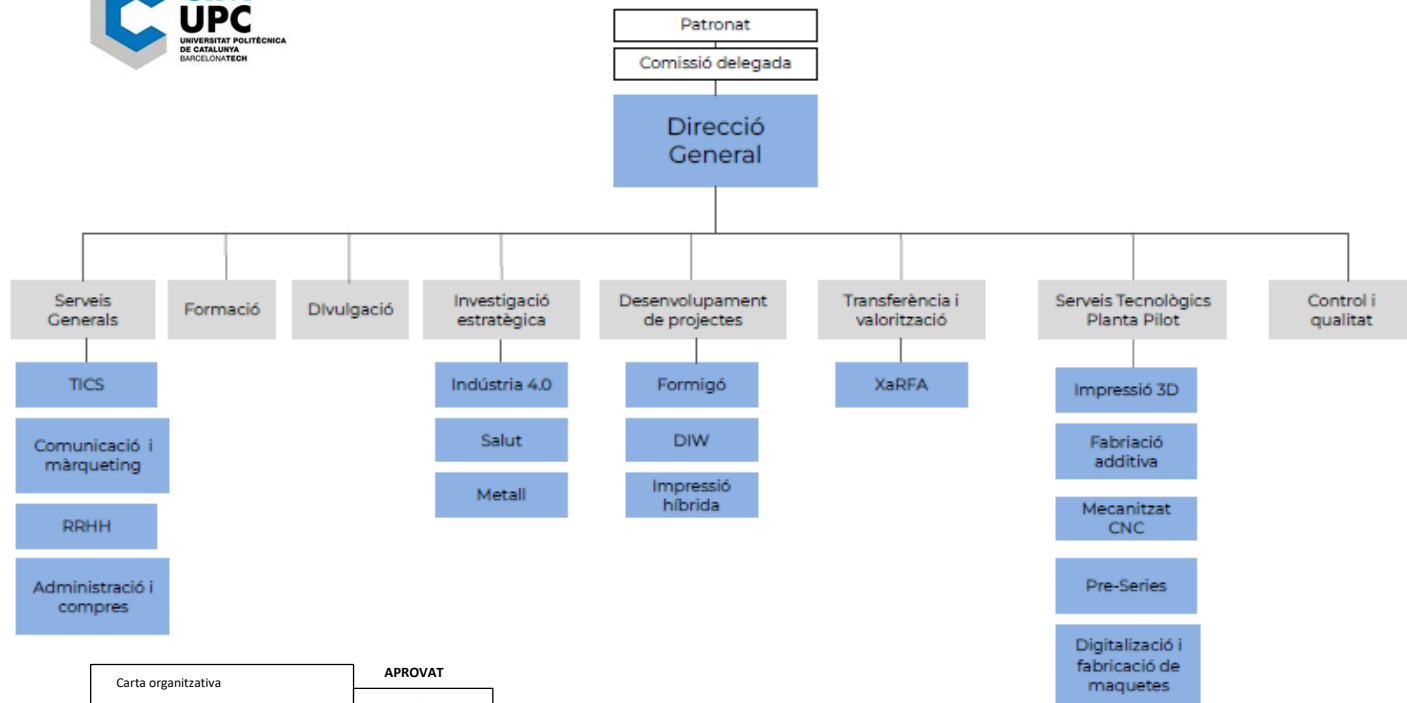 UPC
UNIVERSITAT POLITÈCNICA
DE CATALUNYA
BARCELONATECH
Patronat
Comissió delegada
Direcció
General
Serveis
Generals
Formació
DIvulgació
Investigació
estratègica
Desenvolupament
de projectes
Transferència i
valorització
Serveis Tecnològics
Planta Pilot
Control i
qualitat
TICS
Comunicació i
màrqueting
RRHH
Administració i
compres
Indústria 4.0
Salut
Metall
Formigó
DIW
Impressió
híbrida
XaRFA
Impressió 3D
Fabriació
additiva
Mecanitzat
CNC
Pre-Series
Digitalizació i
fabricació de
maquetes
Carta organitzativa
APROVAT